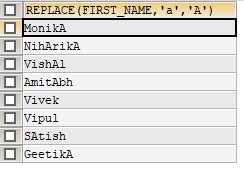 REPLACE(FIRST_NAME,'a','A')
MonikA
NihArikA
VishAl
AmitAbh
Vivek
Vipul
SAtish
GeetikA